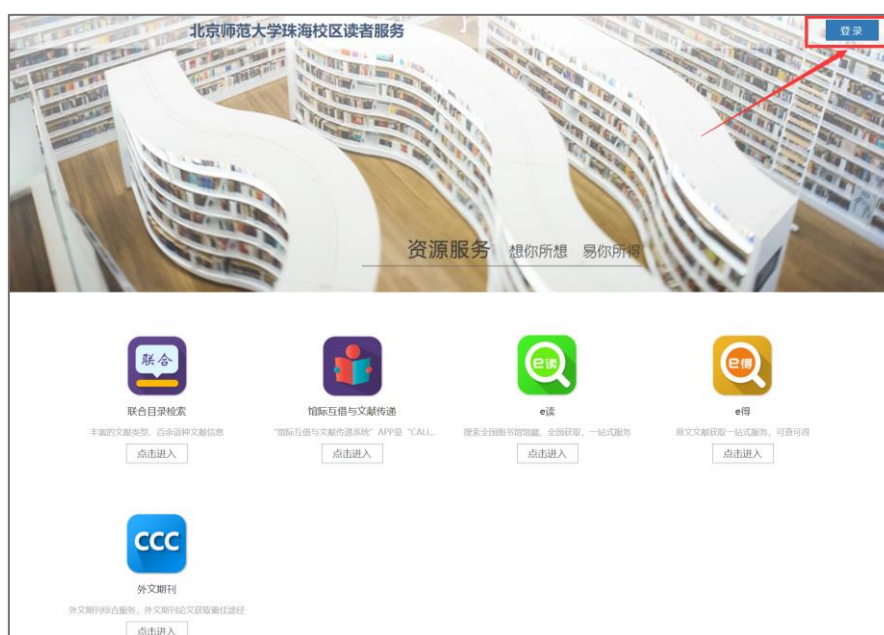 北京师范大学珠海校区读者服务
登录
资源服务 想你所想 易你所得
联合
e读
e得
联合目录检索
馆际互借与文献传递
e读
e得
丰富的文献类型，百余语种文献信息
"馆际互借与文献传递系统" APP是 "CALI...
搜索全国图书馆馆藏，全国获取，一站式服务
原文文献获取一站式服务，可查可得
点击进入
点击进入
点击进入
点击进入
CCC
外文期刊
外文期刊综合服务，外文期刊论文获取最佳途径
点击进入